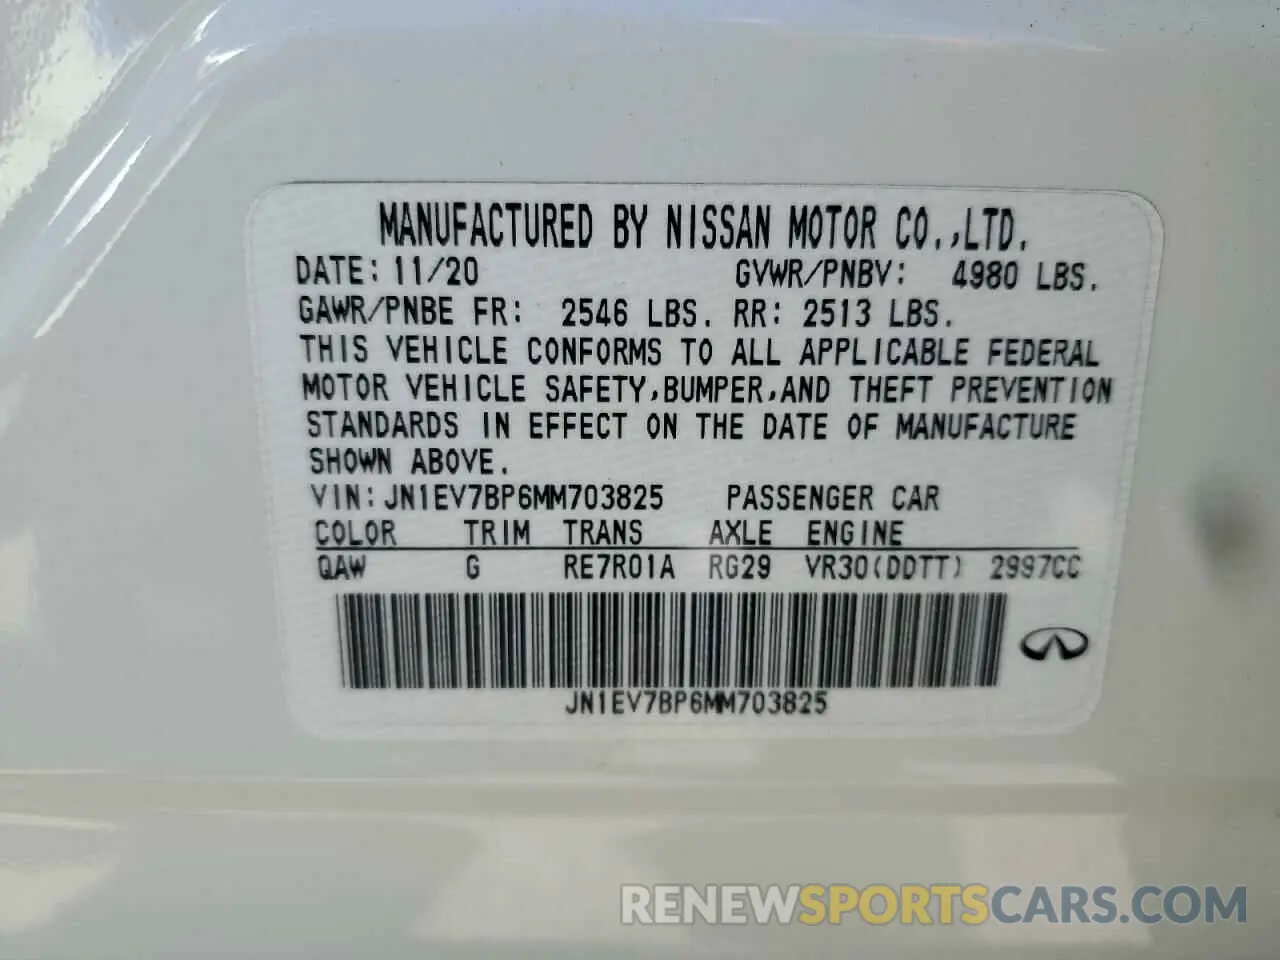 MANUFACTURED BY NISSAN MOTOR CO.,LTD.
DATE: 11/20 GVWR/PNBV: 4980 LBS.
GAWR/PNBE FR: 2546 LBS. RR: 2513 LBS.
THIS VEHICLE CONFORMS TO ALL APPLICABLE FEDERAL
MOTOR VEHICLE SAFETY,BUMPER,AND THEFT PREVENTION
STANDARDS IN EFFECT ON THE DATE OF MANUFACTURE
SHOWN ABOVE.
VIN: JN1EV7BP6MM703825 PASSENGER CAR
COLOR TRIM TRANS AXLE ENGINE
QAW G RE7R01A RG29 VR30(DDTT) 2997CC
JN1EV7BP6MM703825
RENEWSPORTSCARS.COM